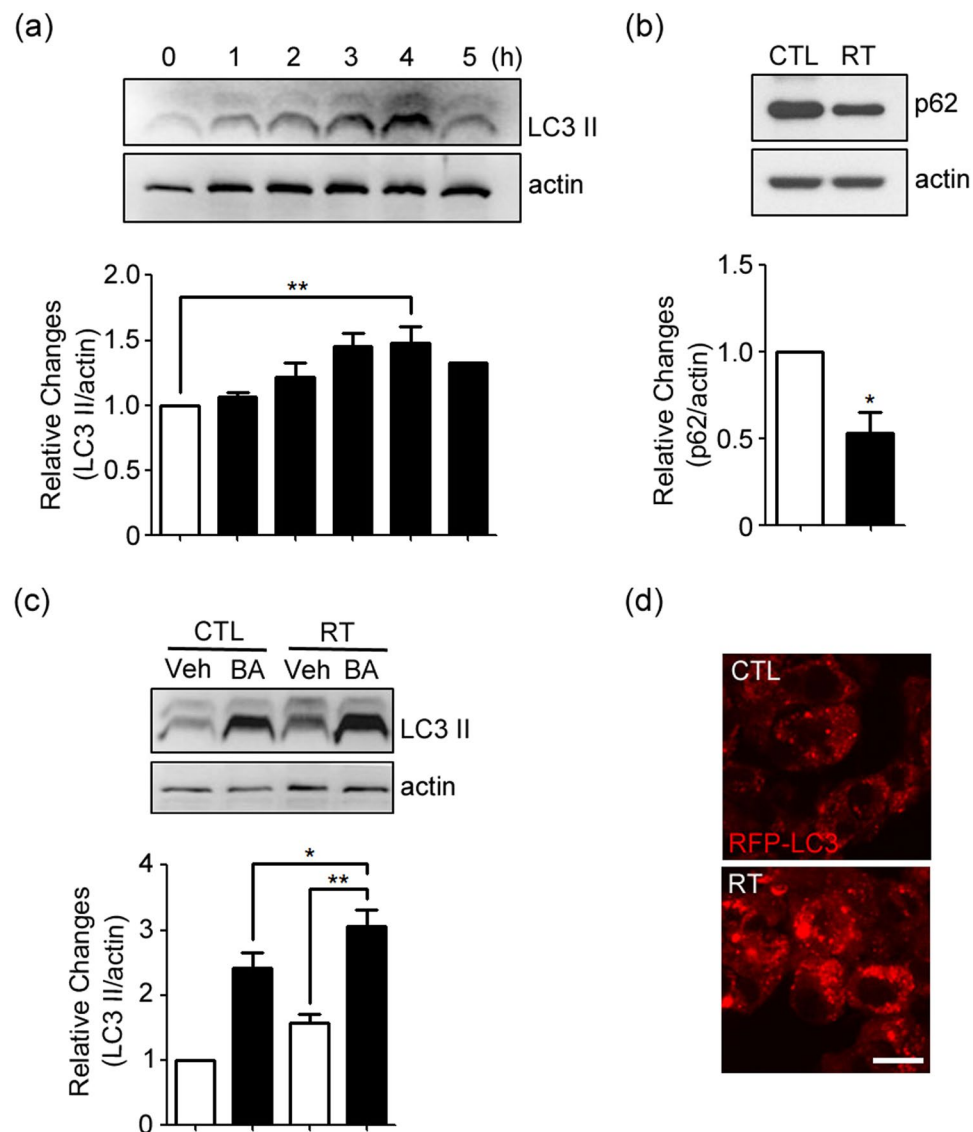 (a)
0 1 2 3 4 5 (h)
LC3 II
actin
Relative Changes
(LC3 II/actin)
2.0
1.5
1.0
0.5
0
**
(b)
CTL RT
p62
actin
Relative Changes
(p62/actin)
1.5
1.0
0.5
0
*
(c)
CTL RT
Veh BA Veh BA
LC3 II
actin
Relative Changes
(LC3 II/actin)
4
3
2
1
0
*
**
(d)
CTL
RFP-LC3
RT